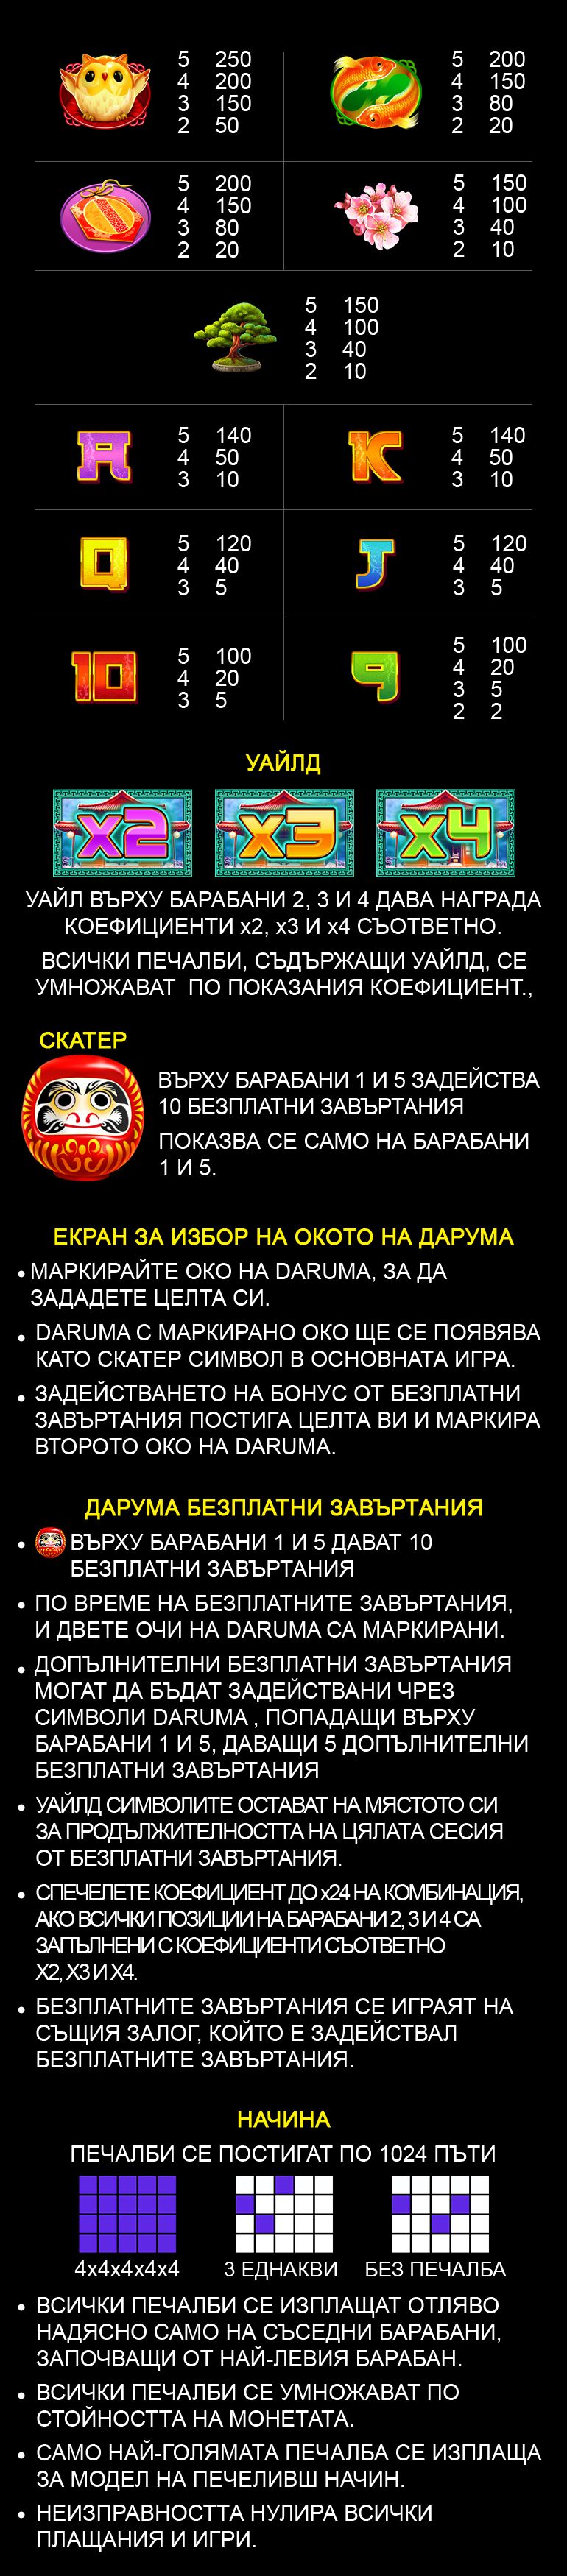 5 250
4 200
3 150
2 50
5 200
4 150
3 80
2 20
5 200
4 150
3 80
2 20
5 150
4 100
3 40
2 10
5 150
4 100
3 40
2 10
A
5 140
4 50
3 10
K
5 140
4 50
3 10
Q
5 120
4 40
3 5
J
5 120
4 40
3 5
10
5 100
4 20
3 5
9
5 100
4 20
3 5
2 2
УАЙЛД
x2 x3 x4
УАЙЛ ВЪРХУ БАРАБАНИ 2, 3 И 4 ДАВА НАГРАДА
КОЕФИЦИЕНТИ x2, x3 И x4 СЪОТВЕТНО.
ВСИЧКИ ПЕЧАЛБИ, СЪДЪРЖАЩИ УАЙЛД, СЕ
УМНОЖАВАТ ПО ПОКАЗАНИЯ КОЕФИЦИЕНТ.,
СКАТЕР
ВЪРХУ БАРАБАНИ 1 И 5 ЗАДЕЙСТВА
10 БЕЗПЛАТНИ ЗАВЪРТАНИЯ
ПОКАЗВА СЕ САМО НА БАРАБАНИ
1 И 5.
ЕКРАН ЗА ИЗБОР НА ОКОТО НА ДАРУМА
• МАРКИРАЙТЕ ОКО НА DARUMA, ЗА ДА
ЗАДАДЕТЕ ЦЕЛТА СИ.
• DARUMA С МАРКИРАНО ОКО ЩЕ СЕ ПОЯВЯВА
КАТО СКАТЕР СИМВОЛ В ОСНОВНАТА ИГРА.
• ЗАДЕЙСТВАНЕТО НА БОНУС ОТ БЕЗПЛАТНИ
ЗАВЪРТАНИЯ ПОСТИГА ЦЕЛТА ВИ И МАРКИРА
ВТОРОТО ОКО НА DARUMA.
ДАРУМА БЕЗПЛАТНИ ЗАВЪРТАНИЯ
• ВЪРХУ БАРАБАНИ 1 И 5 ДАВАТ 10
БЕЗПЛАТНИ ЗАВЪРТАНИЯ
• ПО ВРЕМЕ НА БЕЗПЛАТНИТЕ ЗАВЪРТАНИЯ,
И ДВЕТЕ ОЧИ НА DARUMA СА МАРКИРАНИ.
• ДОПЪЛНИТЕЛНИ БЕЗПЛАТНИ ЗАВЪРТАНИЯ
МОГАТ ДА БЪДАТ ЗАДЕЙСТВАНИ ЧРЕЗ
СИМВОЛИ DARUMA , ПОПАДАЩИ ВЪРХУ
БАРАБАНИ 1 И 5, ДАВАЩИ 5 ДОПЪЛНИТЕЛНИ
БЕЗПЛАТНИ ЗАВЪРТАНИЯ
• УАЙЛД СИМВОЛИТЕ ОСТАВАТ НА МЯСТОТО СИ
ЗА ПРОДЪЛЖИТЕЛНОСТТА НА ЦЯЛАТА СЕСИЯ
ОТ БЕЗПЛАТНИ ЗАВЪРТАНИЯ.
• СПЕЧЕЛЕТЕ КОЕФИЦИЕНТ ДО x24 НА КОМБИНАЦИЯ,
АКО ВСИЧКИ ПОЗИЦИИ НА БАРАБАНИ 2, 3 И 4 СА
ЗАПЪЛНЕНИ С КОЕФИЦИЕНТИ СЪОТВЕТНО
X2, X3 И X4.
• БЕЗПЛАТНИТЕ ЗАВЪРТАНИЯ СЕ ИГРАЯТ НА
СЪЩИЯ ЗАЛОГ, КОЙТО Е ЗАДЕЙСТВАЛ
БЕЗПЛАТНИТЕ ЗАВЪРТАНИЯ.
НАЧИНА
ПЕЧАЛБИ СЕ ПОСТИГАТ ПО 1024 ПЪТИ
4x4x4x4x4 3 ЕДНАКВИ БЕЗ ПЕЧАЛБА
• ВСИЧКИ ПЕЧАЛБИ СЕ ИЗПЛАЩАТ ОТЛЯВО
НАДЯСНО САМО НА СЪСЕДНИ БАРАБАНИ,
ЗАПОЧВАЩИ ОТ НАЙ-ЛЕВИЯ БАРАБАН.
• ВСИЧКИ ПЕЧАЛБИ СЕ УМНОЖАВАТ ПО
СТОЙНОСТТА НА МОНЕТАТА.
• САМО НАЙ-ГОЛЯМАТА ПЕЧАЛБА СЕ ИЗПЛАЩА
ЗА МОДЕЛ НА ПЕЧЕЛИВШ НАЧИН.
• НЕИЗПРАВНОСТТА НУЛИРА ВСИЧКИ
ПЛАЩАНИЯ И ИГРИ.